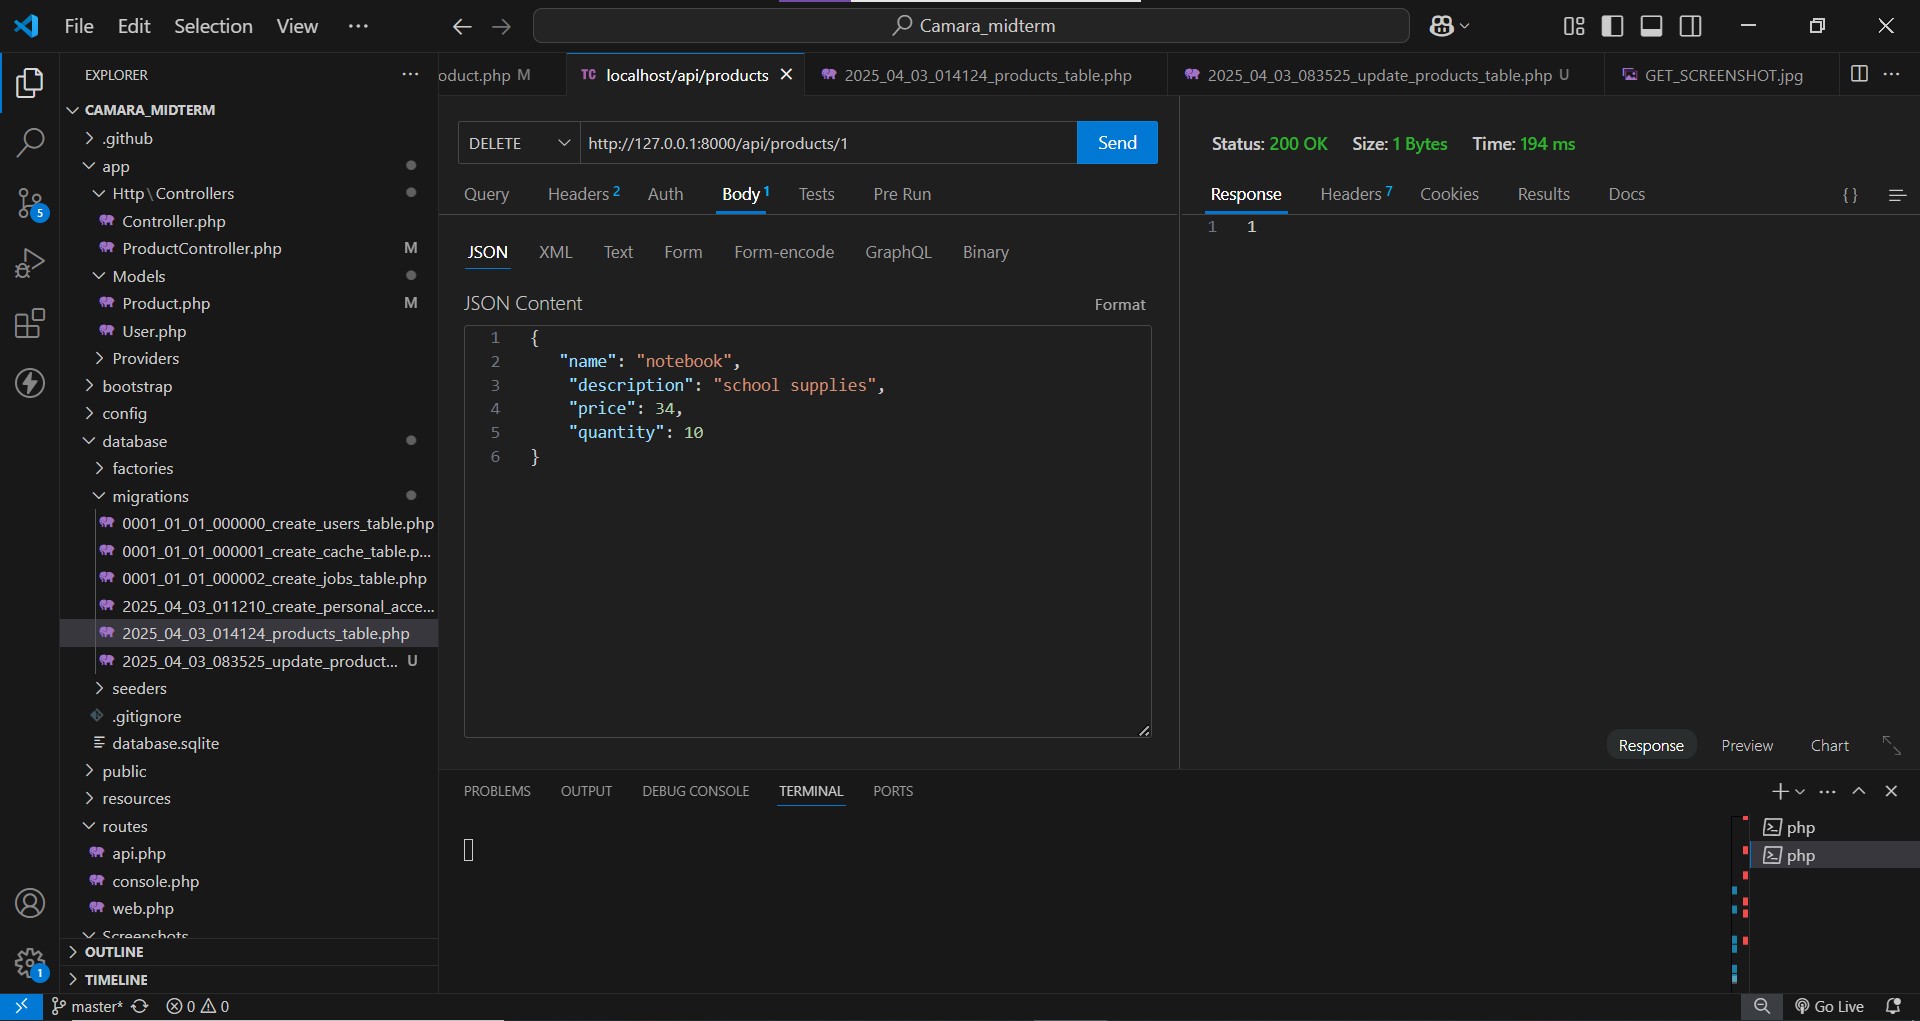 File Edit Selection View
Camara_midterm
EXPLORER
oduct.php M
TC localhost/api/products
2025_04_03_014124_products_table.php
2025_04_03_083525_update_products_table.php U
GET_SCREENSHOT.jpg
CAMARA_MIDTERM
.github
app
Http\Controllers
Controller.php
ProductController.php M
Models
Product.php M
User.php
Providers
bootstrap
config
database
factories
migrations
0001_01_01_000000_create_users_table.php
0001_01_01_000001_create_cache_table.p...
0001_01_01_000002_create_jobs_table.php
2025_04_03_011210_create_personal_acce...
2025_04_03_014124_products_table.php
2025_04_03_083525_update_product... U
seeders
.gitignore
database.sqlite
public
resources
routes
api.php
console.php
web.php
Screenshots
OUTLINE
TIMELINE
5
1
DELETE http://127.0.0.1:8000/api/products/1 Send
Query Headers 2 Auth Body 1 Tests Pre Run
JSON XML Text Form Form-encode GraphQL Binary
JSON Content Format
1 {
2 "name": "notebook",
3 "description": "school supplies",
4 "price": 34,
5 "quantity": 10
6 }
Status: 200 OK Size: 1 Bytes Time: 194 ms
Response Headers 7 Cookies Results Docs {}
1 1
Response Preview Chart
PROBLEMS OUTPUT DEBUG CONSOLE TERMINAL PORTS
php
php
master* 0 0 Go Live